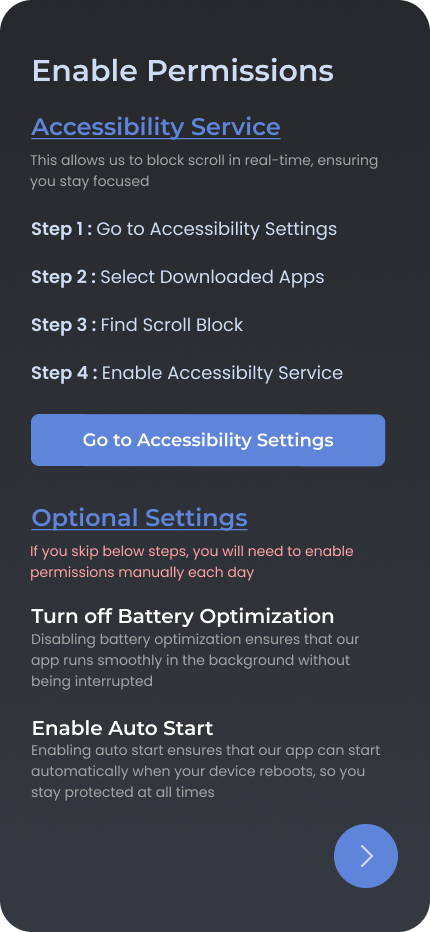 Enable Permissions
Accessibility Service
This allows us to block scroll in real-time, ensuring
you stay focused
Step 1 : Go to Accessibility Settings
Step 2 : Select Downloaded Apps
Step 3 : Find Scroll Block
Step 4 : Enable Accessibilty Service
Go to Accessibility Settings
Optional Settings
If you skip below steps, you will need to enable
permissions manually each day
Turn off Battery Optimization
Disabling battery optimization ensures that our
app runs smoothly in the background without
being interrupted
Enable Auto Start
Enabling auto start ensures that our app can start
automatically when your device reboots, so you
stay protected at all times